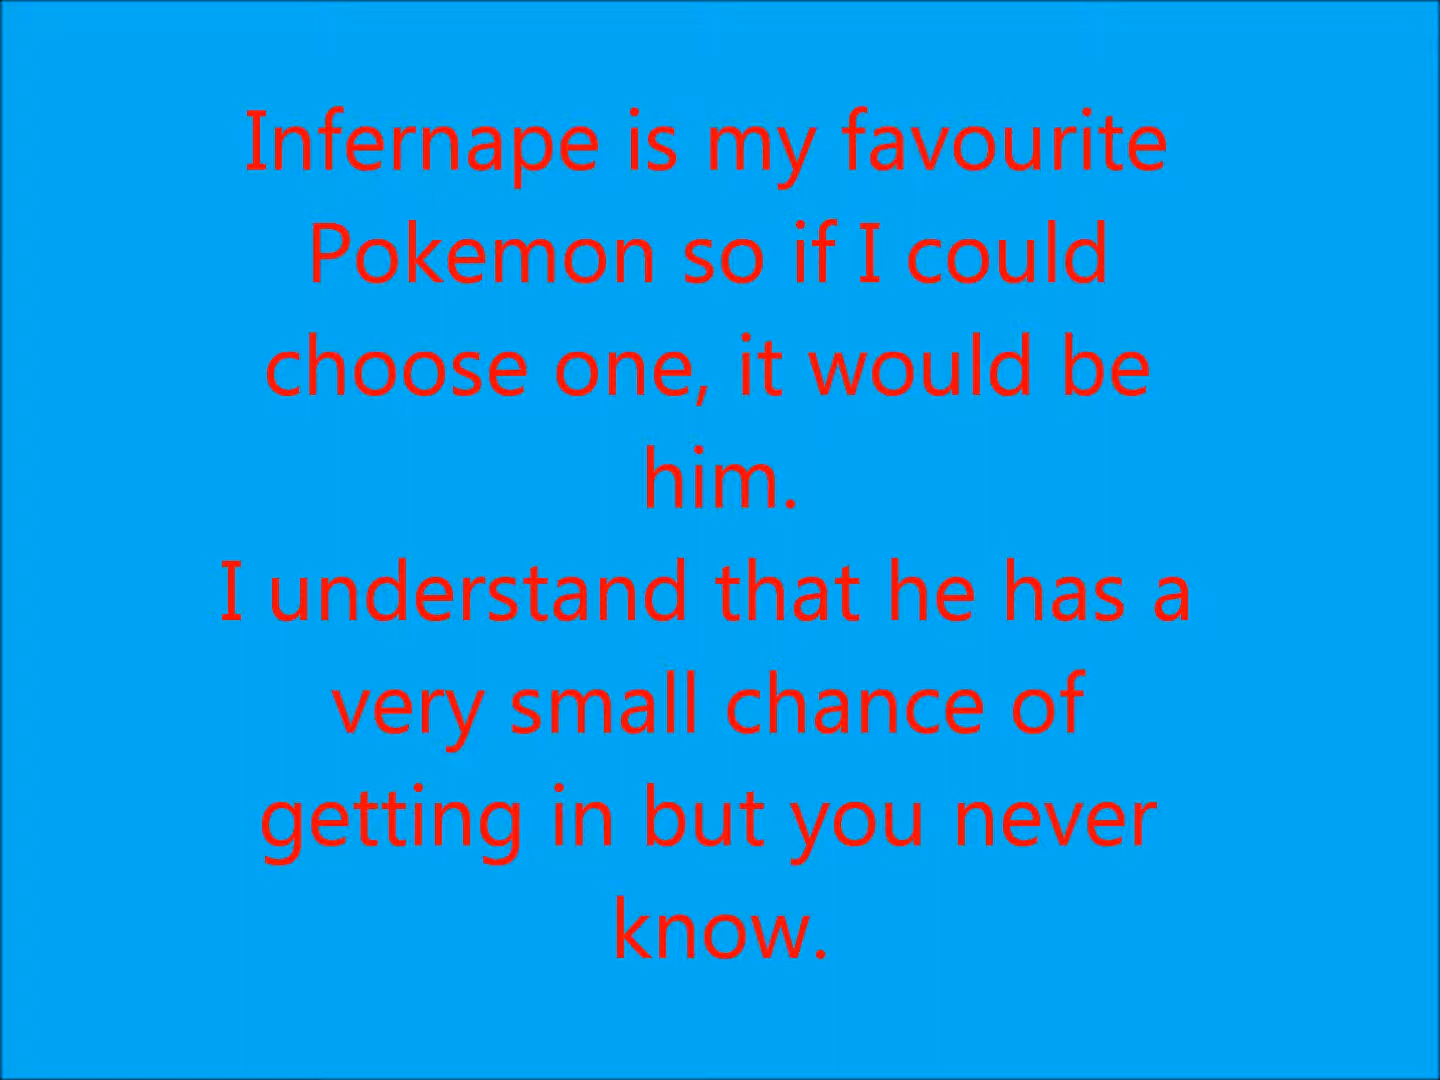 Infernape is my favourite
Pokemon so if I could
choose one, it would be
him.
I understand that he has a
very small chance of
getting in but you never
know.